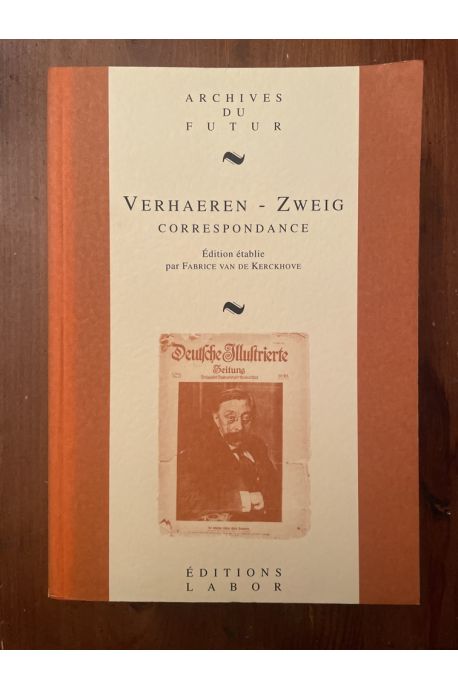 ARCHIVES
DU
FUTUR
VERHAEREN - ZWEIG
CORRESPONDANCE
Édition établie
par FABRICE VAN DE KERCKHOVE
Deutsche Illustrierte
Zeitung
ÉDITIONS
LABOR